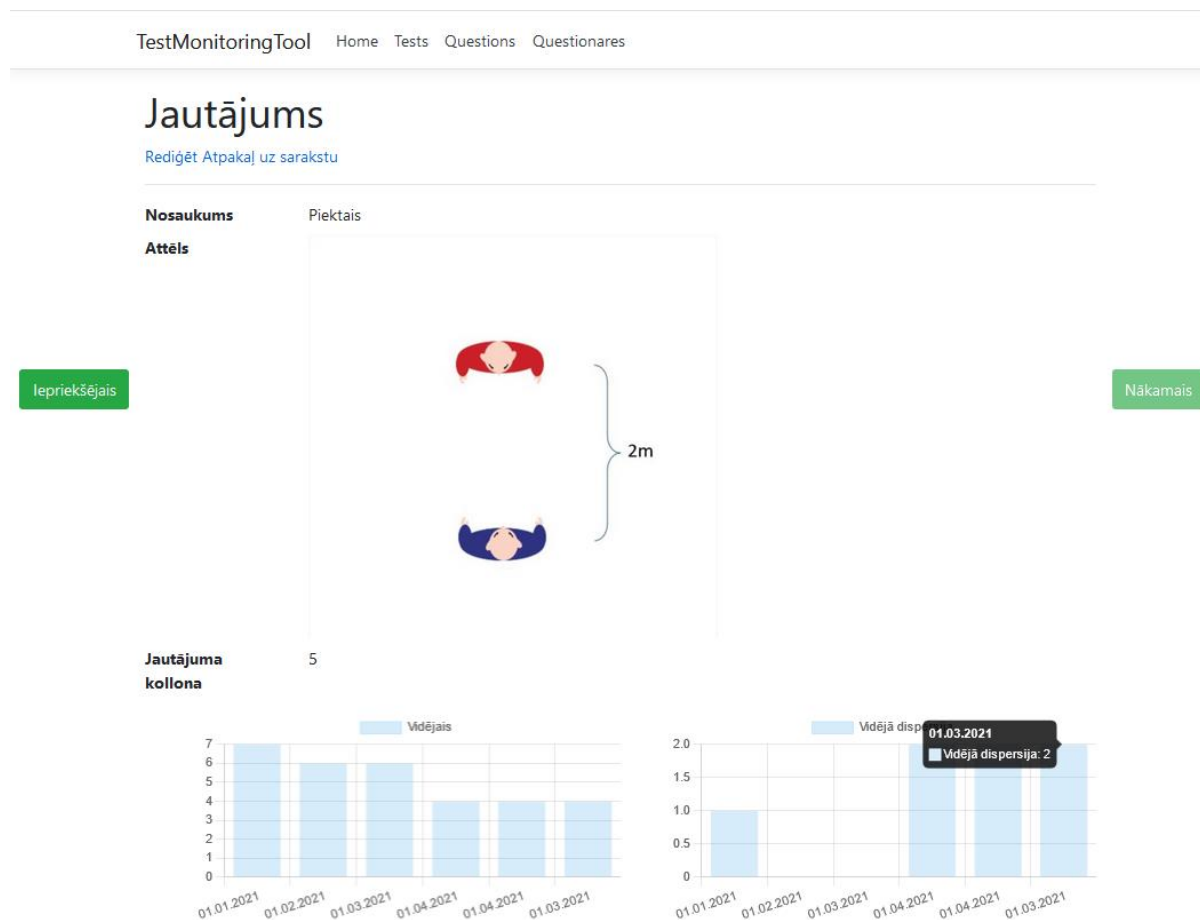 TestMonitoringTool Home Tests Questions Questionares
Jautājums
Rediģēt Atpakaļ uz sarakstu
Nosaukums Piektais
Attēls
Iepriekšējais
Nākamais
2m
Jautājuma kollona 5
Vidējais
7
6
5
4
3
2
1
0
01.01.2021 01.02.2021 01.03.2021 01.04.2021 01.04.2021 01.03.2021
Vidējā disp
01.03.2021
Vidējā dispersija: 2
2.0
1.5
1.0
0.5
0
01.01.2021 01.02.2021 01.03.2021 01.04.2021 01.04.2021 01.03.2021